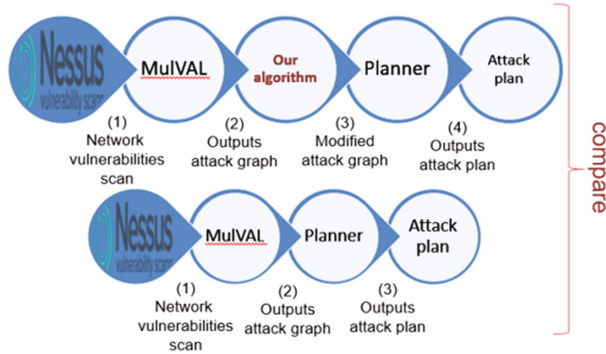 Nessus
vulnerability scan
MulVAL
Our
algorithm
Planner
Attack
plan
(1)
Network
vulnerabilities
scan
(2)
Outputs
attack graph
(3)
Modified
attack graph
(4)
Outputs
attack plan
compare
Nessus
vulnerability scan
MulVAL
Planner
Attack
plan
(1)
Network
vulnerabilities
scan
(2)
Outputs
attack graph
(3)
Outputs
attack plan